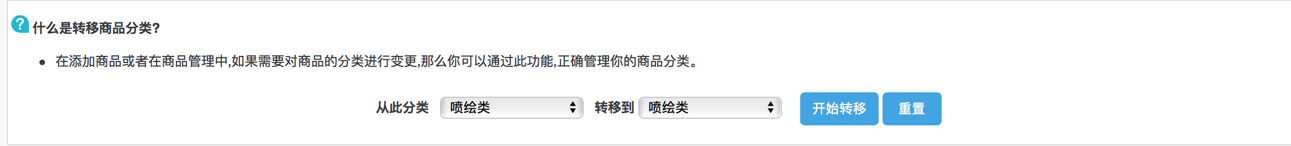 什么是转移商品分类?
在添加商品或者在商品管理中,如果需要对商品的分类进行变更,那么你可以通过此功能,正确管理你的商品分类。
从此分类 喷绘类 转移到 喷绘类 开始转移 重置